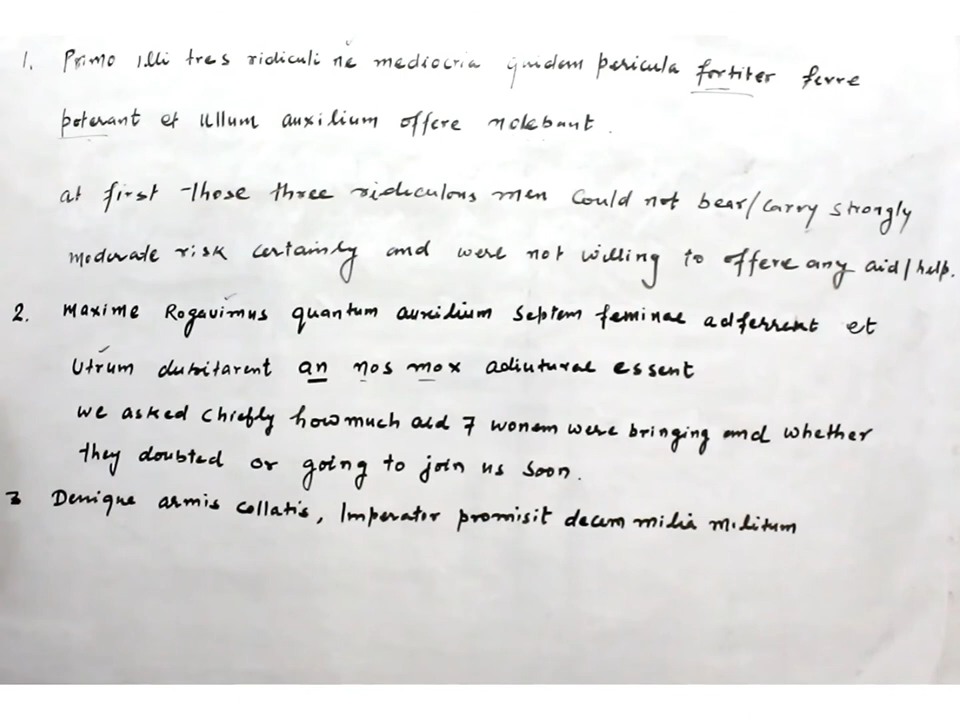 1. Primo illi tres ridiculi ne mediocria quidem pericula fortiter ferre
poterant et ullum auxilium offere nolebant.
at first those three ridiculous men could not bear/carry strongly
moderate risk certainly and were not willing to offere any aid/help.
2. Maxime Rogavimus quantum auxilium septem feminae adferrent et
Utrum dubitarent an nos mox adiuturae essent
we asked chiefly how much aid 7 wonem were bringing and whether
they doubted or going to join us soon.
3 Denique armis collatis, Imperator promisit decem milia militum